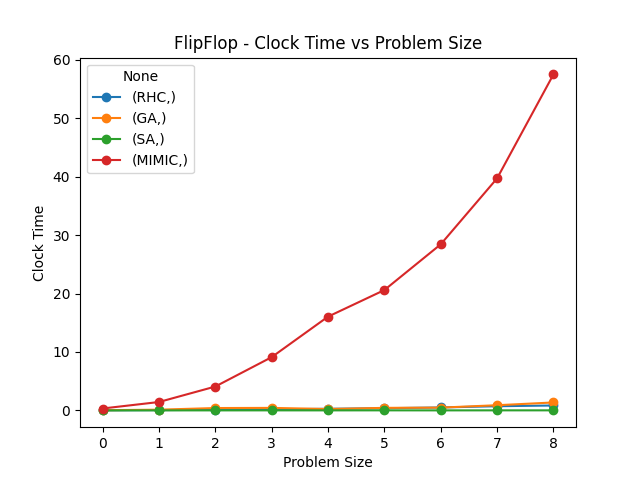 FlipFlop - Clock Time vs Problem Size
None
(RHC,)
(GA,)
(SA,)
(MIMIC,)
Clock Time
60
50
40
30
20
10
0
0 1 2 3 4 5 6 7 8
Problem Size